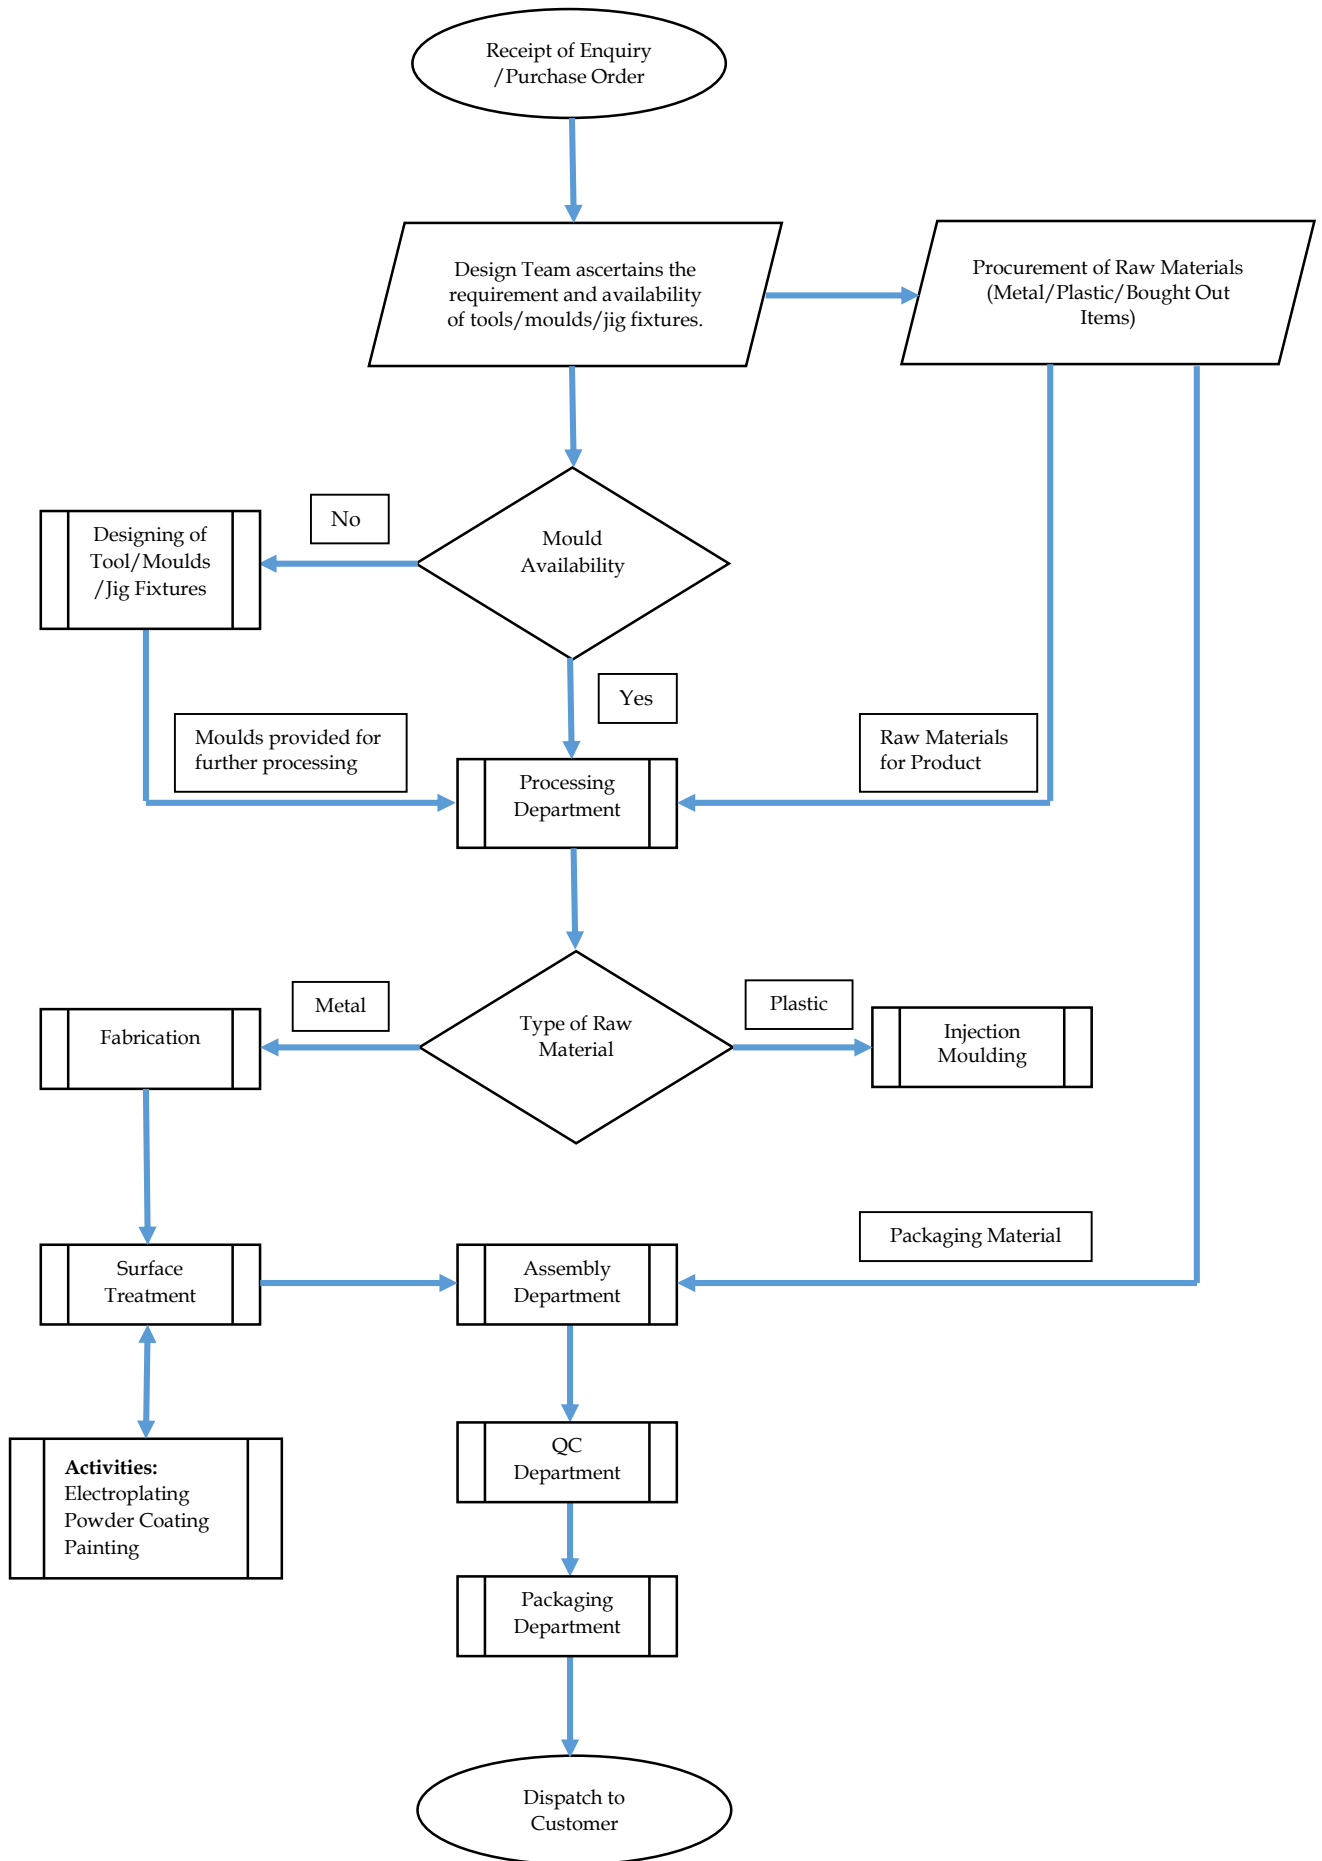 Receipt of Enquiry
/Purchase Order
Design Team ascertains the
requirement and availability
of tools/moulds/jig fixtures.
Procurement of Raw Materials
(Metal/Plastic/Bought Out
Items)
No
Designing of
Tool/Moulds
/Jig Fixtures
Mould
Availability
Yes
Moulds provided for
further processing
Raw Materials
for Product
Processing
Department
Metal
Plastic
Fabrication
Type of Raw
Material
Injection
Moulding
Packaging Material
Surface
Treatment
Assembly
Department
Activities:
Electroplating
Powder Coating
Painting
QC
Department
Packaging
Department
Dispatch to
Customer